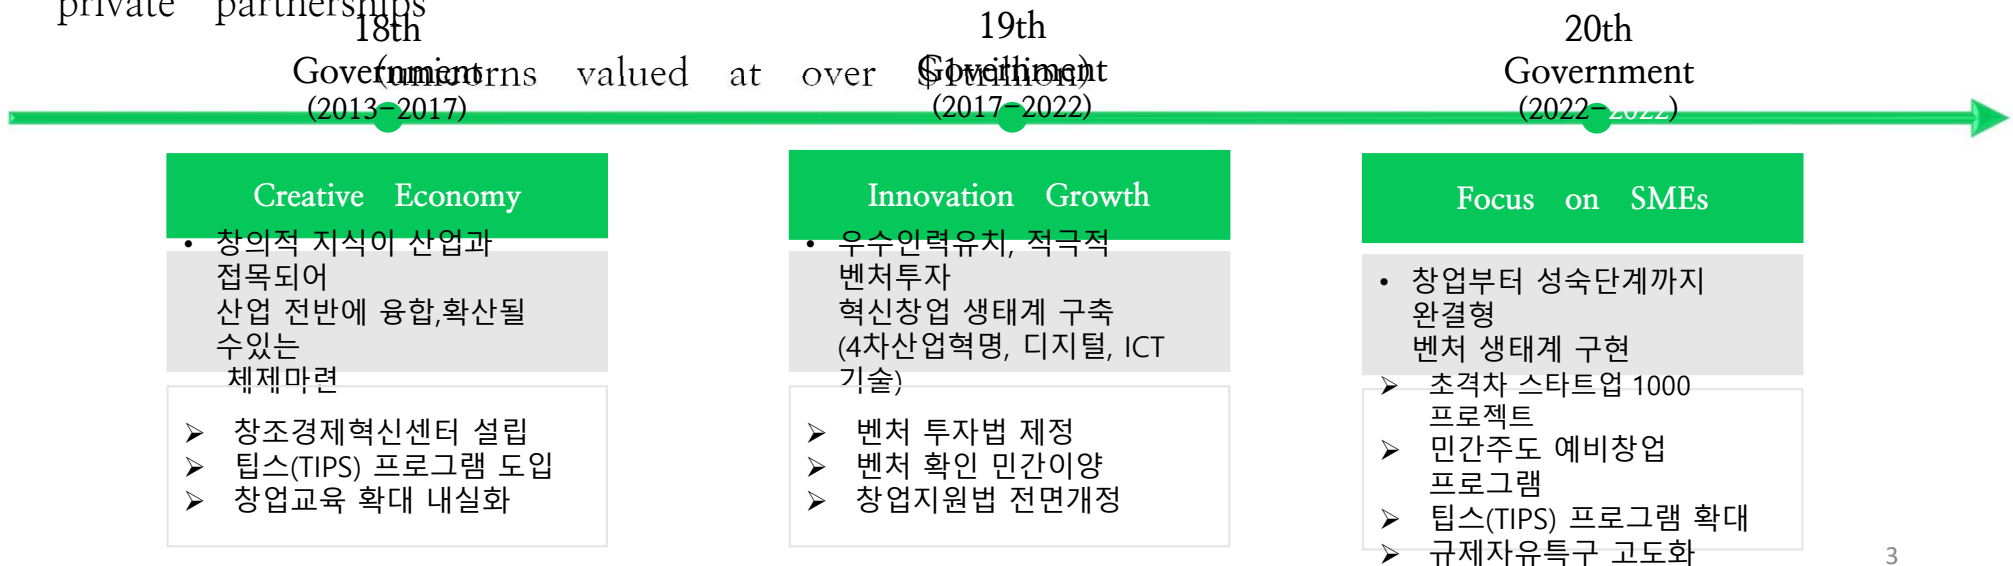 private partnerships
18th
Government
(2013-2017)
(unicorns valued at over $1trillion)
19th
Government
(2017-2022)
20th
Government
(2022-2022)
Creative Economy
• 창의적 지식이 산업과
접목되어
산업 전반에 융합,확산될
수있는
체제마련
➢ 창조경제혁신센터 설립
➢ 팁스(TIPS) 프로그램 도입
➢ 창업교육 확대 내실화
Innovation Growth
• 우수인력유치, 적극적
벤처투자
혁신창업 생태계 구축
(4차산업혁명, 디지털, ICT
기술)
➢ 벤처 투자법 제정
➢ 벤처 확인 민간이양
➢ 창업지원법 전면개정
Focus on SMEs
• 창업부터 성숙단계까지
완결형
벤처 생태계 구현
➢ 초격차 스타트업 1000
프로젝트
➢ 민간주도 예비창업
프로그램
➢ 팁스(TIPS) 프로그램 확대
➢ 규제자유특구 고도화
3